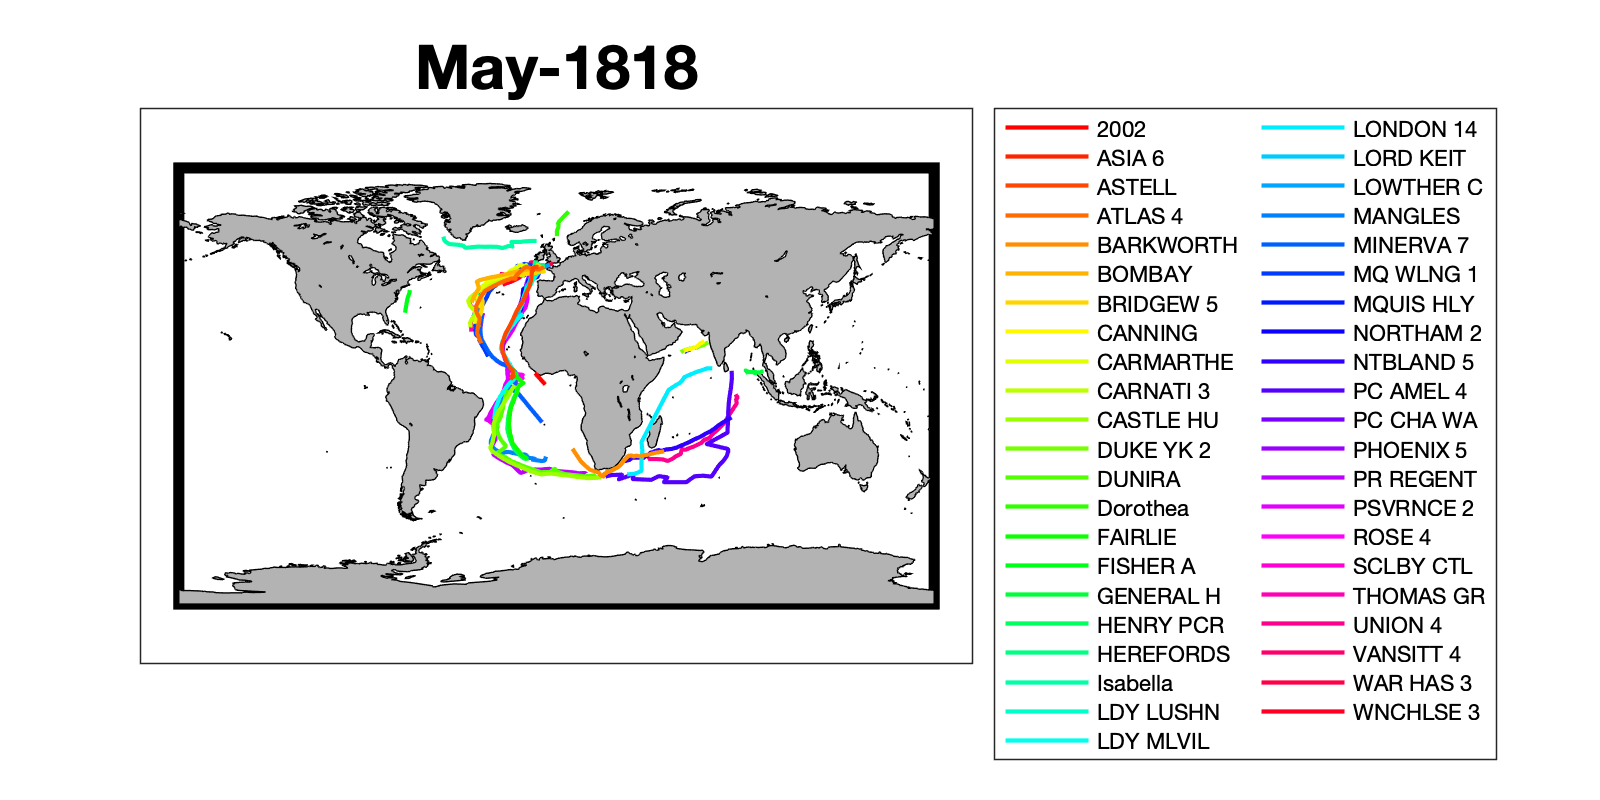 May-1818
2002
ASIA 6
ASTELL
ATLAS 4
BARKWORTH
BOMBAY
BRIDGEW 5
CANNING
CARMARTHE
CARNATI 3
CASTLE HU
DUKE YK 2
DUNIRA
Dorothea
FAIRLIE
FISHER A
GENERAL H
HENRY PCR
HEREFORDS
Isabella
LDY LUSHN
LDY MLVIL
LONDON 14
LORD KEIT
LOWTHER C
MANGLES
MINERVA 7
MQ WLNG 1
MQUIS HLY
NORTHAM 2
NTBLAND 5
PC AMEL 4
PC CHA WA
PHOENIX 5
PR REGENT
PSVRNCE 2
ROSE 4
SCLBY CTL
THOMAS GR
UNION 4
VANSITT 4
WAR HAS 3
WNCHLSE 3